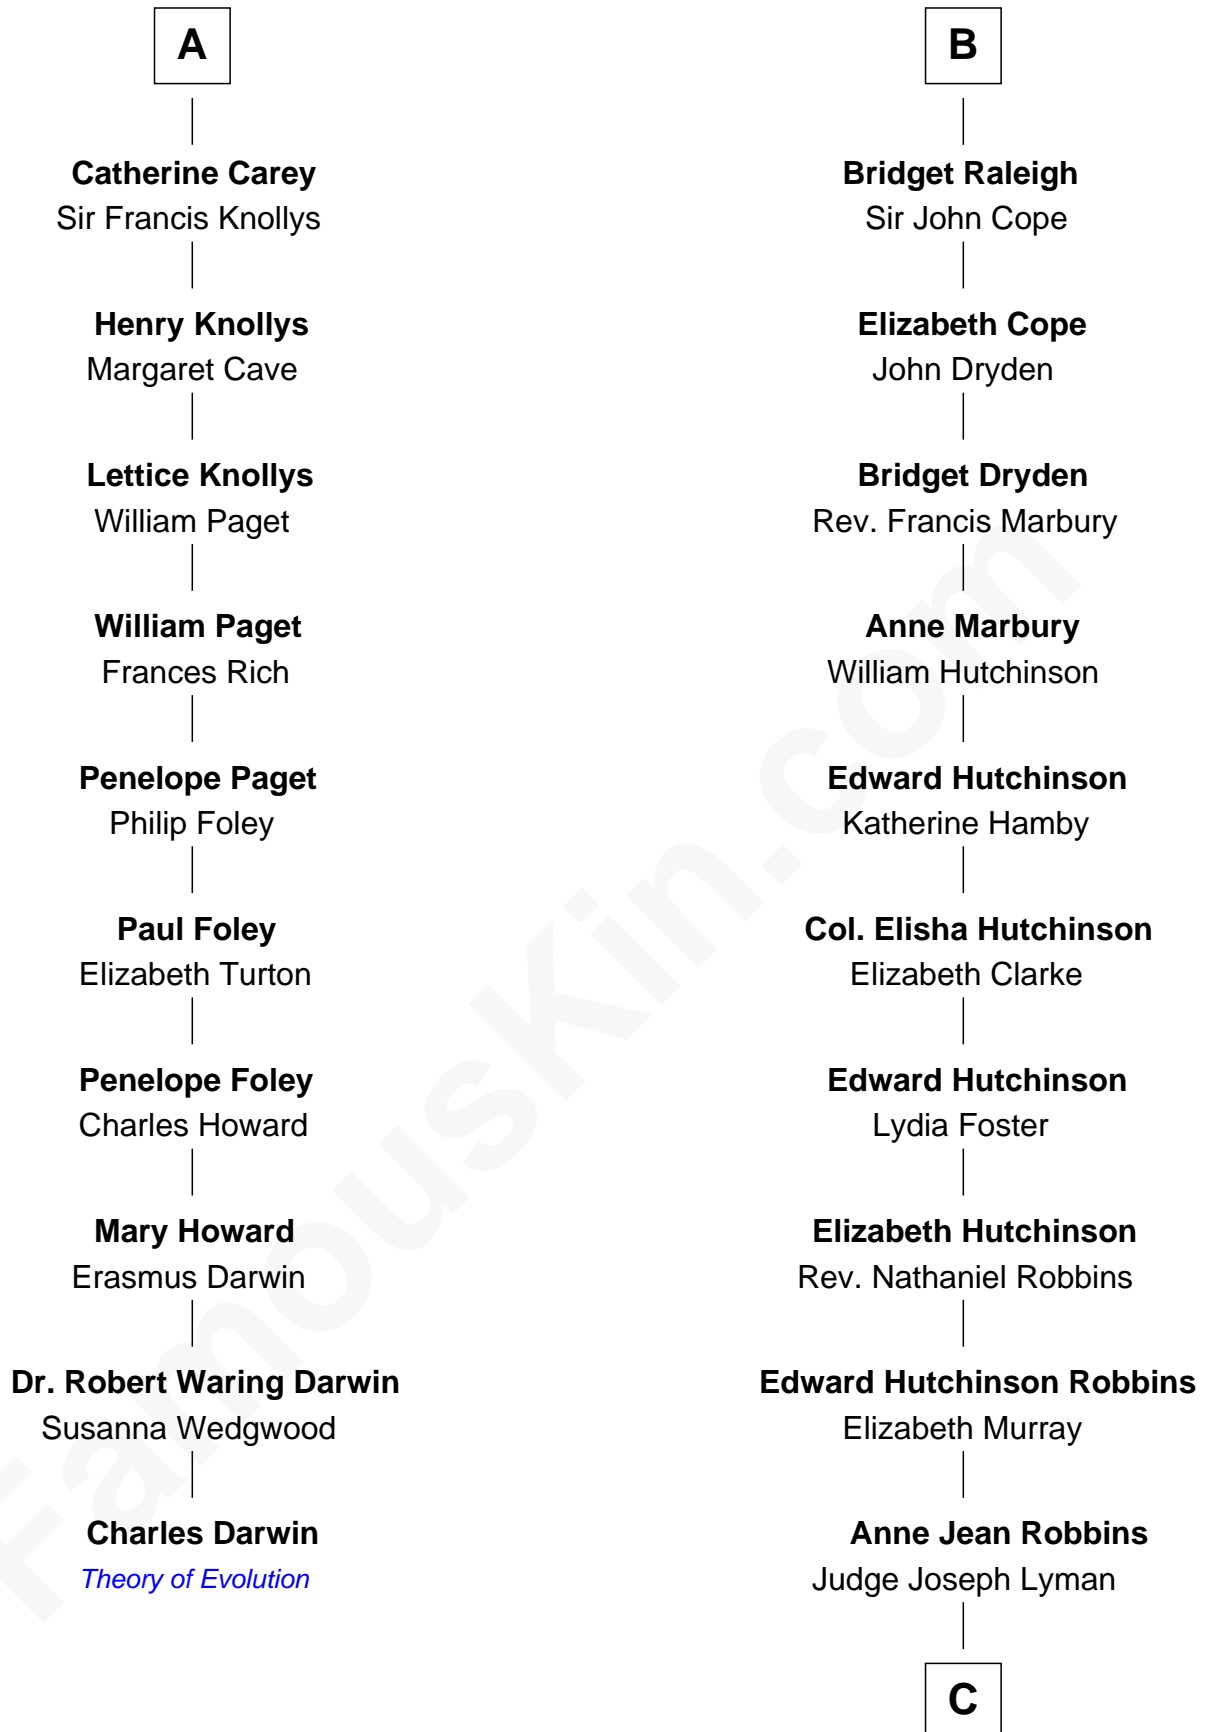 A
Catherine Carey
Sir Francis Knollys
Henry Knollys
Margaret Cave
Lettice Knollys
William Paget
William Paget
Frances Rich
Penelope Paget
Philip Foley
Paul Foley
Elizabeth Turton
Penelope Foley
Charles Howard
Mary Howard
Erasmus Darwin
Dr. Robert Waring Darwin
Susanna Wedgwood
Charles Darwin
Theory of Evolution
B
Bridget Raleigh
Sir John Cope
Elizabeth Cope
John Dryden
Bridget Dryden
Rev. Francis Marbury
Anne Marbury
William Hutchinson
Edward Hutchinson
Katherine Hamby
Col. Elisha Hutchinson
Elizabeth Clarke
Edward Hutchinson
Lydia Foster
Elizabeth Hutchinson
Rev. Nathaniel Robbins
Edward Hutchinson Robbins
Elizabeth Murray
Anne Jean Robbins
Judge Joseph Lyman
C
FamousKin.com